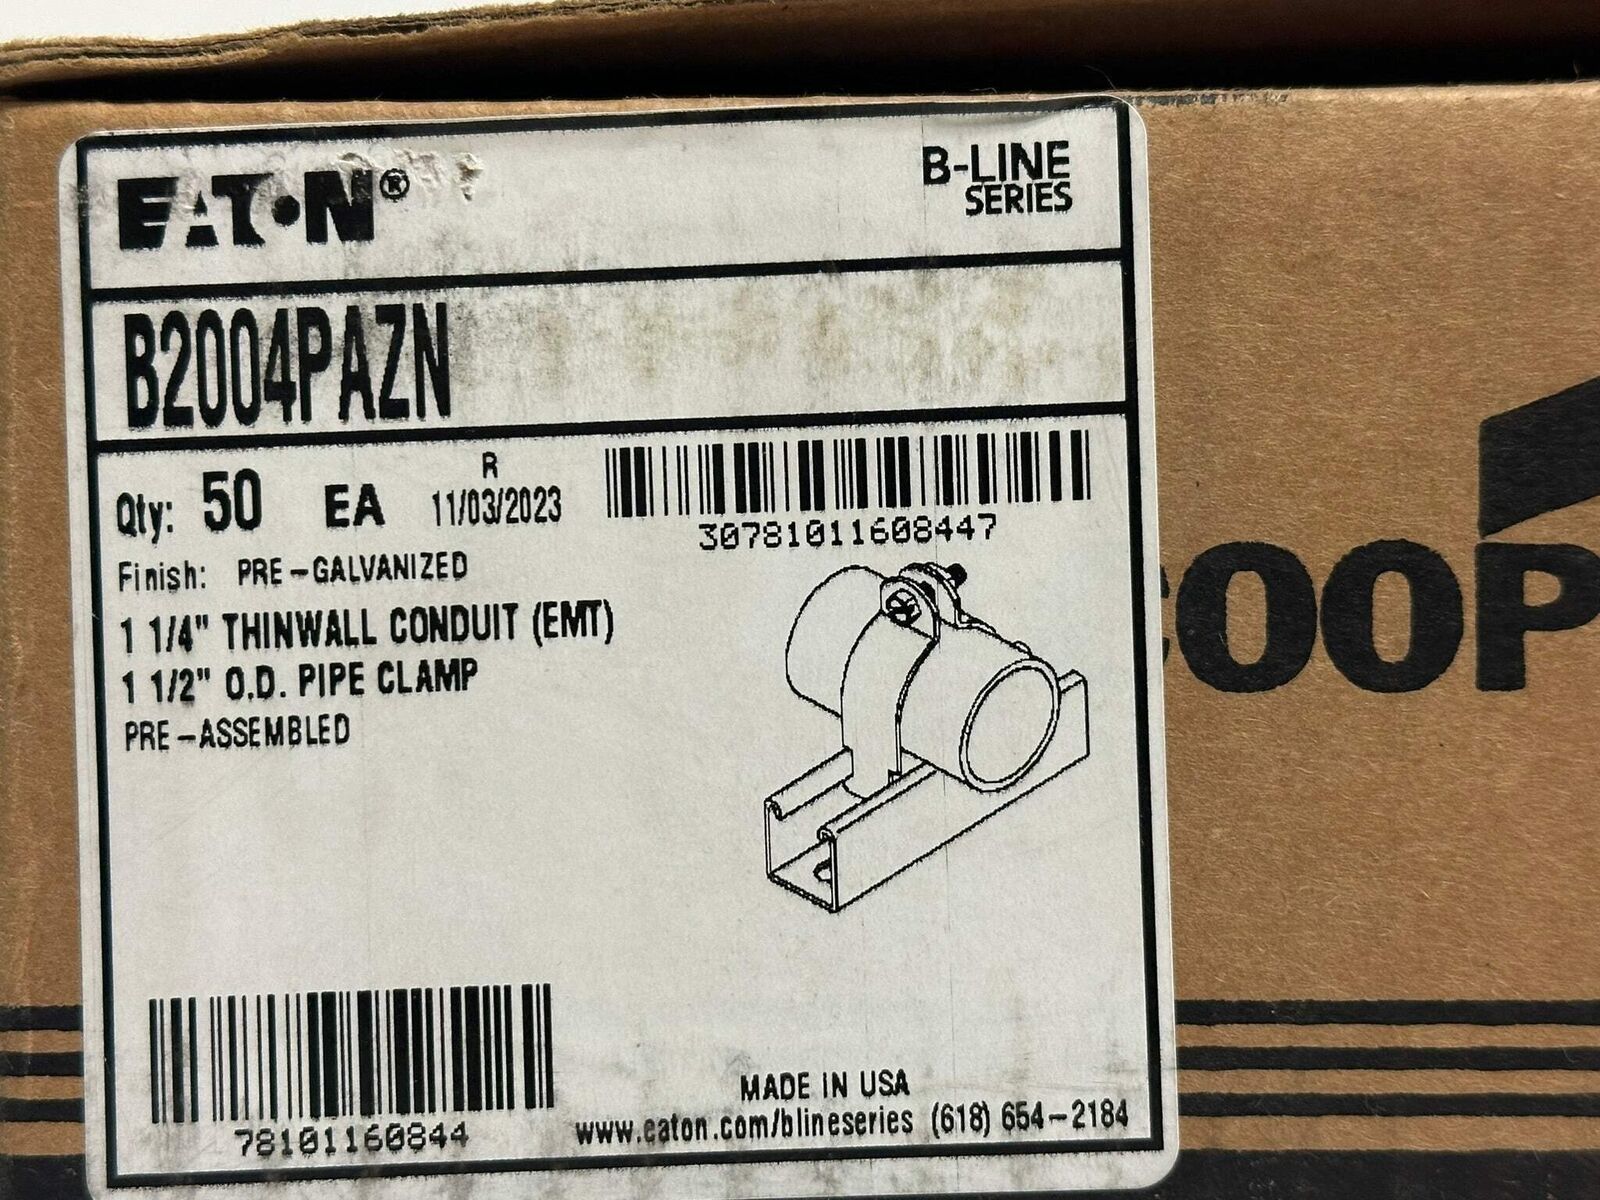 EATON®
B-LINE
SERIES
B2004PAZN
Qty: 50 EA
R
11/03/2023
30781011608447
Finish: PRE-GALVANIZED
1 1/4" THINWALL CONDUIT (EMT)
1 1/2" O.D. PIPE CLAMP
PRE-ASSEMBLED
78101160844
MADE IN USA
www.eaton.com/blineseries (618) 654-2184
COOP